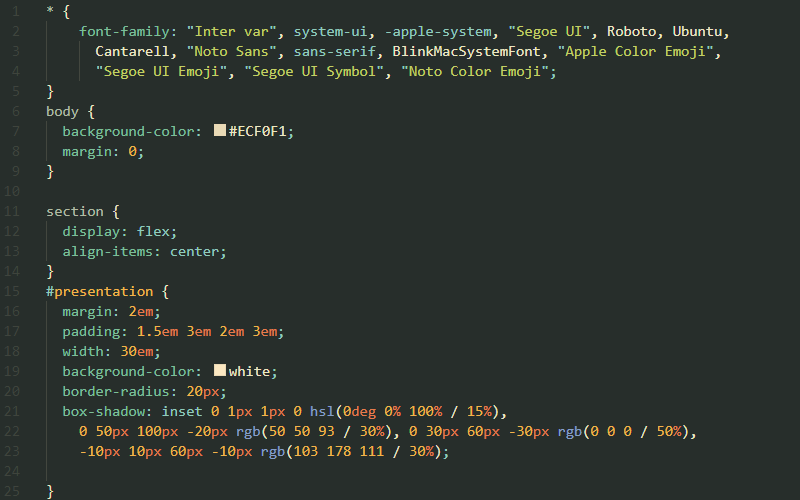 1 * {
2 font-family: "Inter var", system-ui, -apple-system, "Segoe UI", Roboto, Ubuntu,
3 Cantarell, "Noto Sans", sans-serif, BlinkMacSystemFont, "Apple Color Emoji",
4 "Segoe UI Emoji", "Segoe UI Symbol", "Noto Color Emoji";
5 }
6 body {
7 background-color: #ECF0F1;
8 margin: 0;
9 }
10
11 section {
12 display: flex;
13 align-items: center;
14 }
15 #presentation {
16 margin: 2em;
17 padding: 1.5em 3em 2em 3em;
18 width: 30em;
19 background-color: white;
20 border-radius: 20px;
21 box-shadow: inset 0 1px 1px 0 hsl(0deg 0% 100% / 15%),
22 0 50px 100px -20px rgb(50 50 93 / 30%), 0 30px 60px -30px rgb(0 0 0 / 50%),
23 -10px 10px 60px -10px rgb(103 178 111 / 30%);
24
25 }